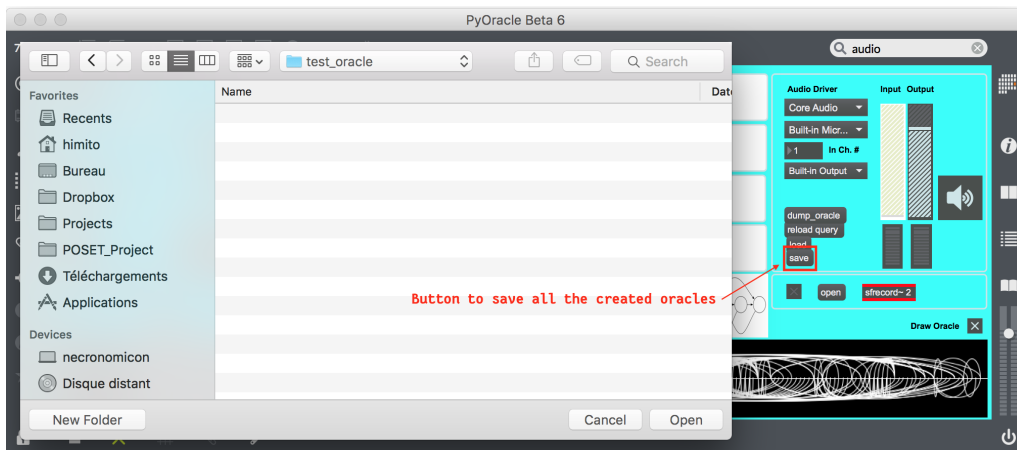 PyOracle Beta 6
test_oracle
Search
audio
Favorites
Recents
himito
Bureau
Dropbox
Projects
POSET_Project
Téléchargements
Applications
Devices
necronomicon
Disque distant
Name
New Folder
Cancel
Open
Audio Driver
Input Output
Core Audio
Built-in Micr...
1 In Ch. #
Built-in Output
dump_oracle
reload query
load
save
Button to save all the created oracles
open
sfrecord~ 2
Draw Oracle